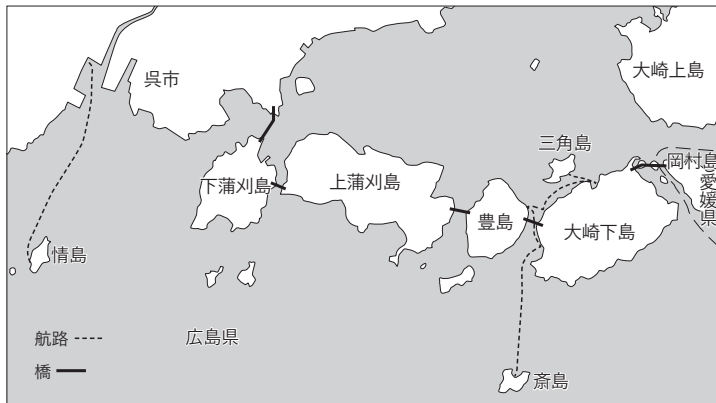 呉市
大崎上島
三角島
岡村島
愛媛県
下蒲刈島
上蒲刈島
豊島
大崎下島
情島
広島県
斎島
航路
橋